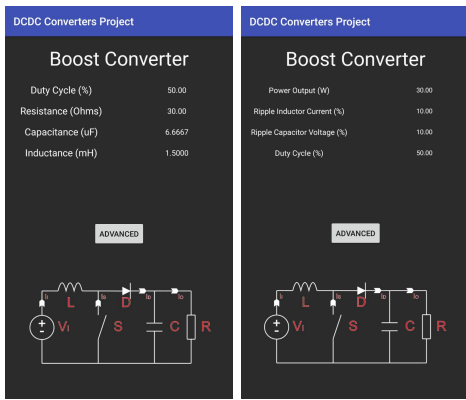 DCDC Converters Project
Boost Converter
Duty Cycle (%) 50.00
Resistance (Ohms) 30.00
Capacitance (uF) 6.6667
Inductance (mH) 1.5000
ADVANCED
L D
VI S C R
DCDC Converters Project
Boost Converter
Power Output (W) 30.00
Ripple Inductor Current (%) 10.00
Ripple Capacitor Voltage (%) 10.00
Duty Cycle (%) 50.00
ADVANCED
L D
VI S C R